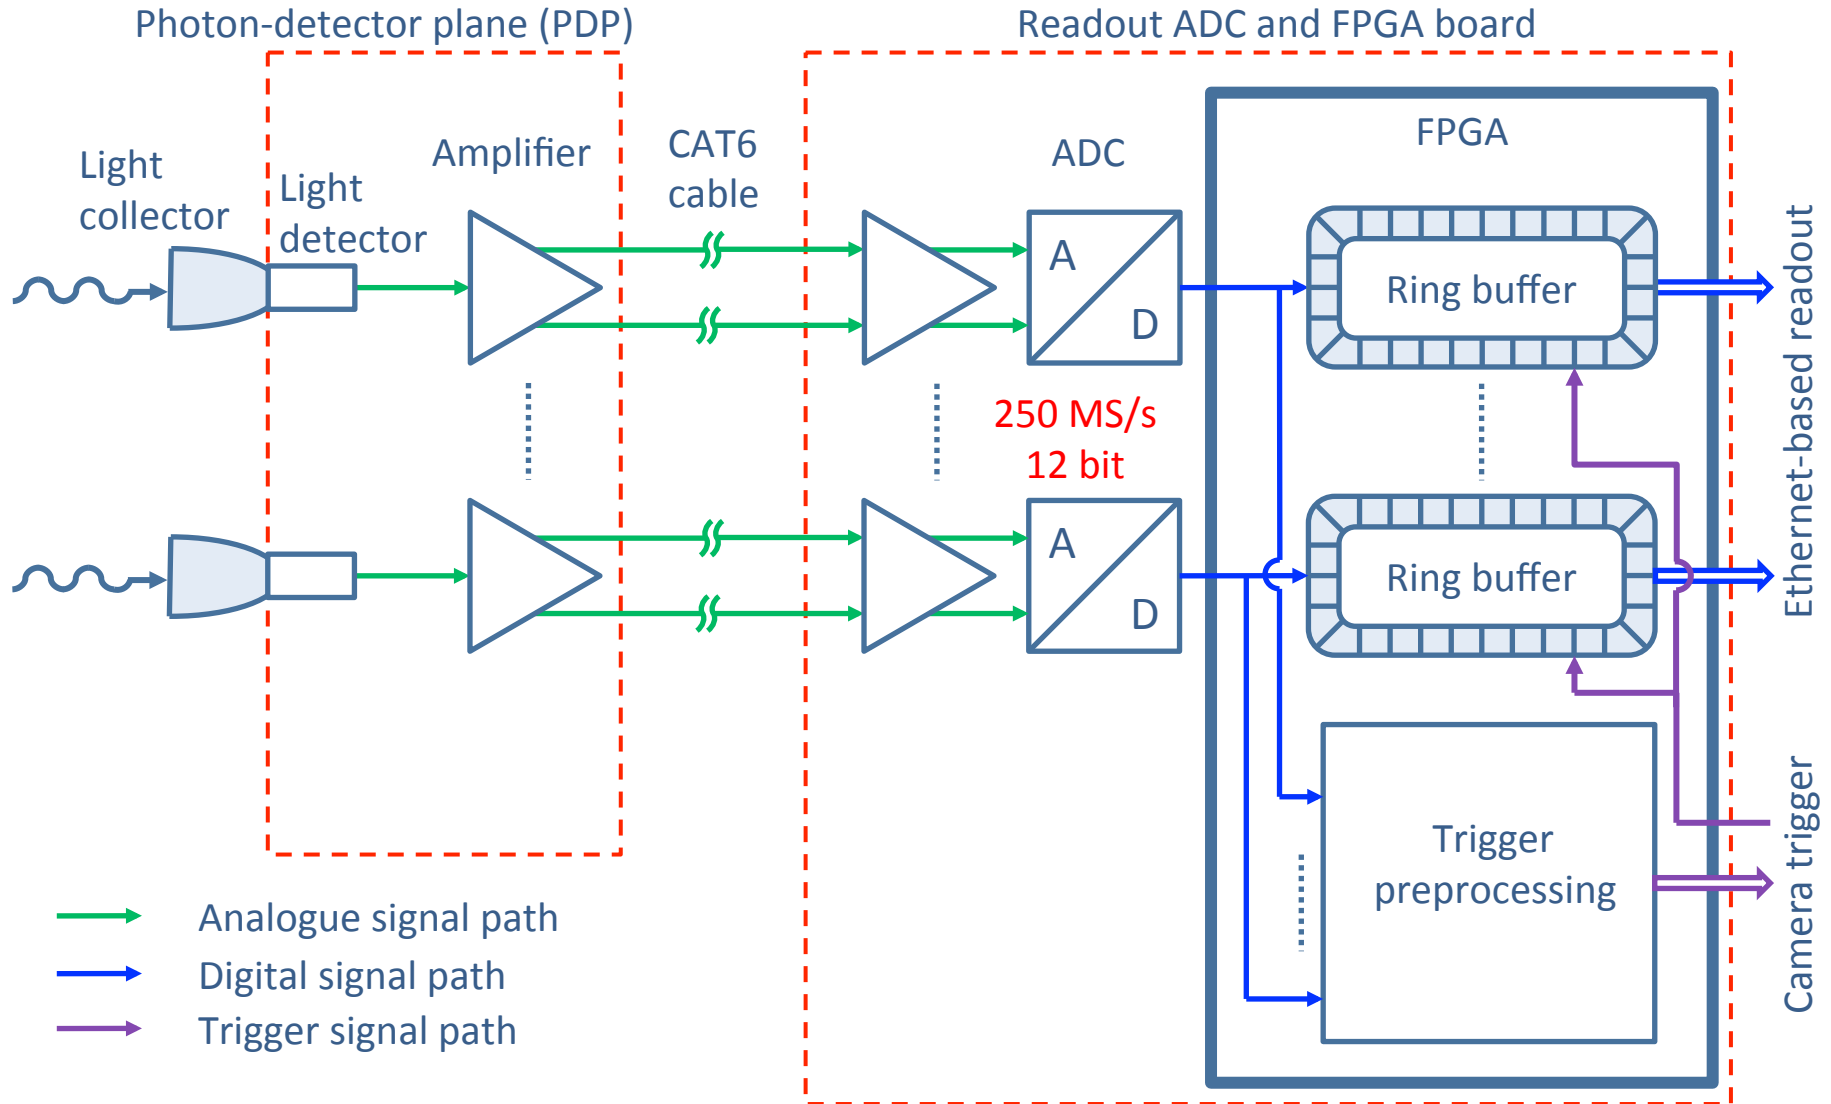 Photon-detector plane (PDP)
Readout ADC and FPGA board
Light
collector
Light
detector
Amplifier
CAT6
cable
ADC
FPGA
A
D
Ring buffer
250 MS/s
12 bit
A
D
Ring buffer
Trigger
preprocessing
Ethernet-based readout
Camera trigger
Analogue signal path
Digital signal path
Trigger signal path